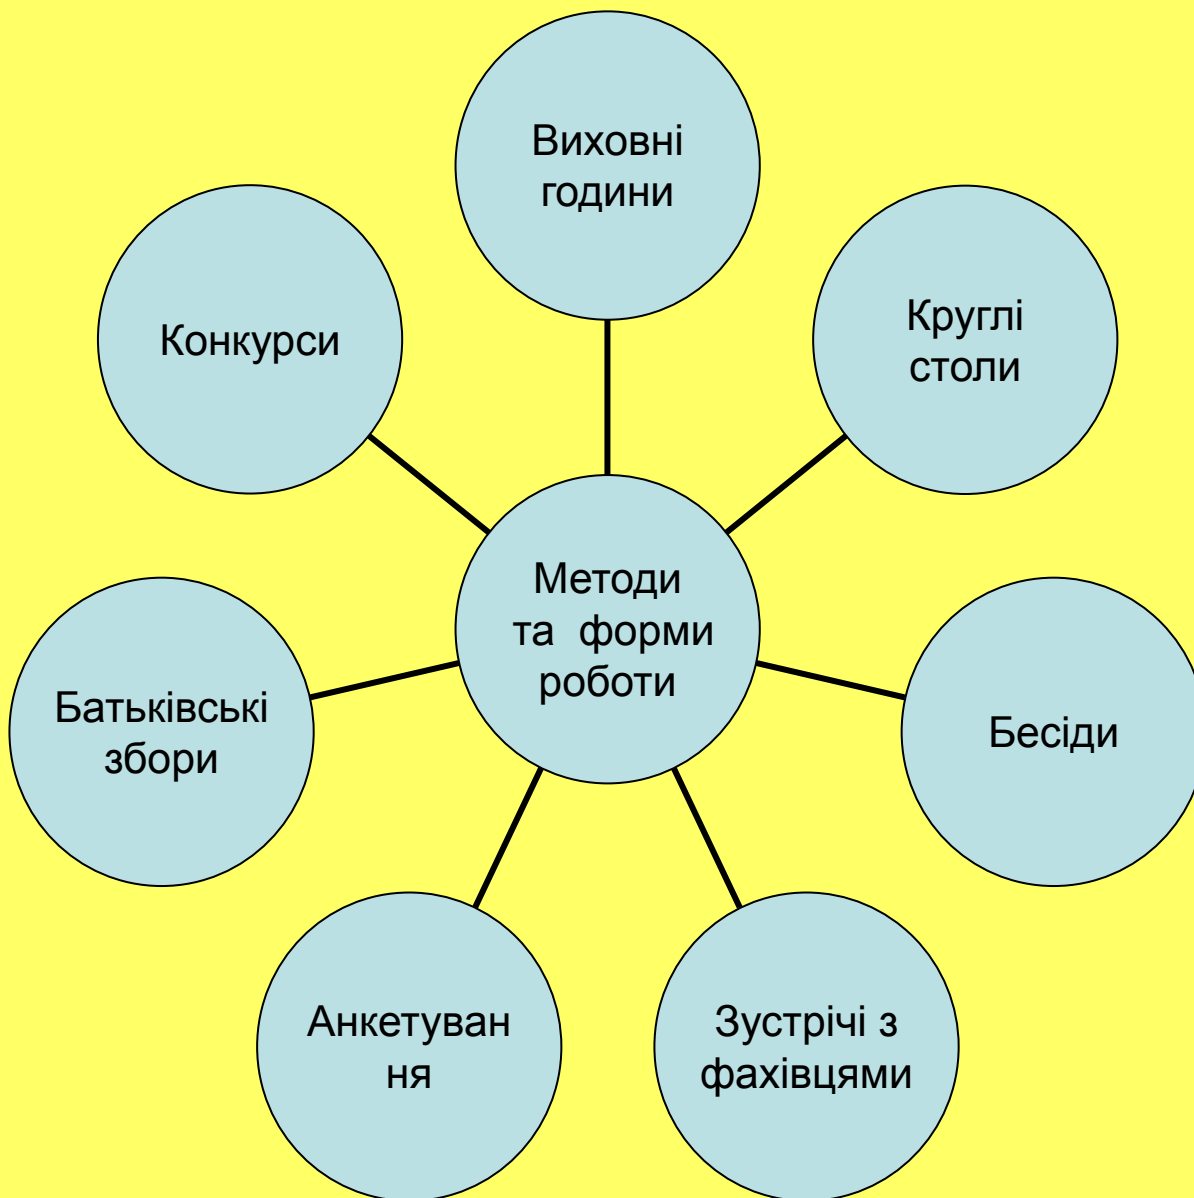 Виховні
години
Круглі
столи
Конкурси
Методи
та форми
роботи
Бесіди
Батьківські
збори
Зустрічі з
фахівцями
Анкетуван
ня